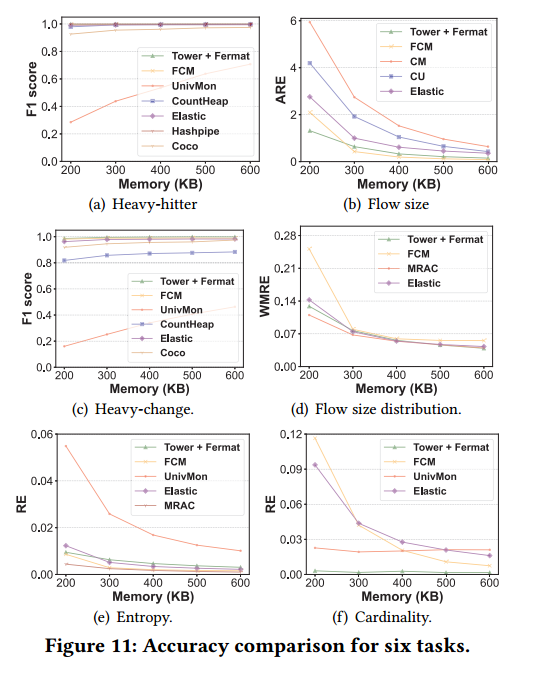 F1 score
1.0
0.8
0.6
0.4
0.2
0.0
Tower + Fermat
FCM
UnivMon
CountHeap
Elastic
Hashpipe
Coco
200 300 400 500 600
Memory (KB)
(a) Heavy-hitter
ARE
6
4
2
0
Tower + Fermat
FCM
CM
CU
Elastic
200 300 400 500 600
Memory (KB)
(b) Flow size
F1 score
1.0
0.8
0.6
0.4
0.2
0.0
Tower + Fermat
FCM
UnivMon
CountHeap
Elastic
Coco
200 300 400 500 600
Memory (KB)
(c) Heavy-change.
WMRE
0.28
0.21
0.14
0.07
0.00
Tower + Fermat
FCM
MRAC
Elastic
200 300 400 500 600
Memory (KB)
(d) Flow size distribution.
RE
0.06
0.04
0.02
0.00
Tower + Fermat
FCM
UnivMon
Elastic
MRAC
200 300 400 500 600
Memory (KB)
(e) Entropy.
RE
0.12
0.09
0.06
0.03
0.00
Tower + Fermat
FCM
UnivMon
Elastic
200 300 400 500 600
Memory (KB)
(f) Cardinality.
Figure 11: Accuracy comparison for six tasks.